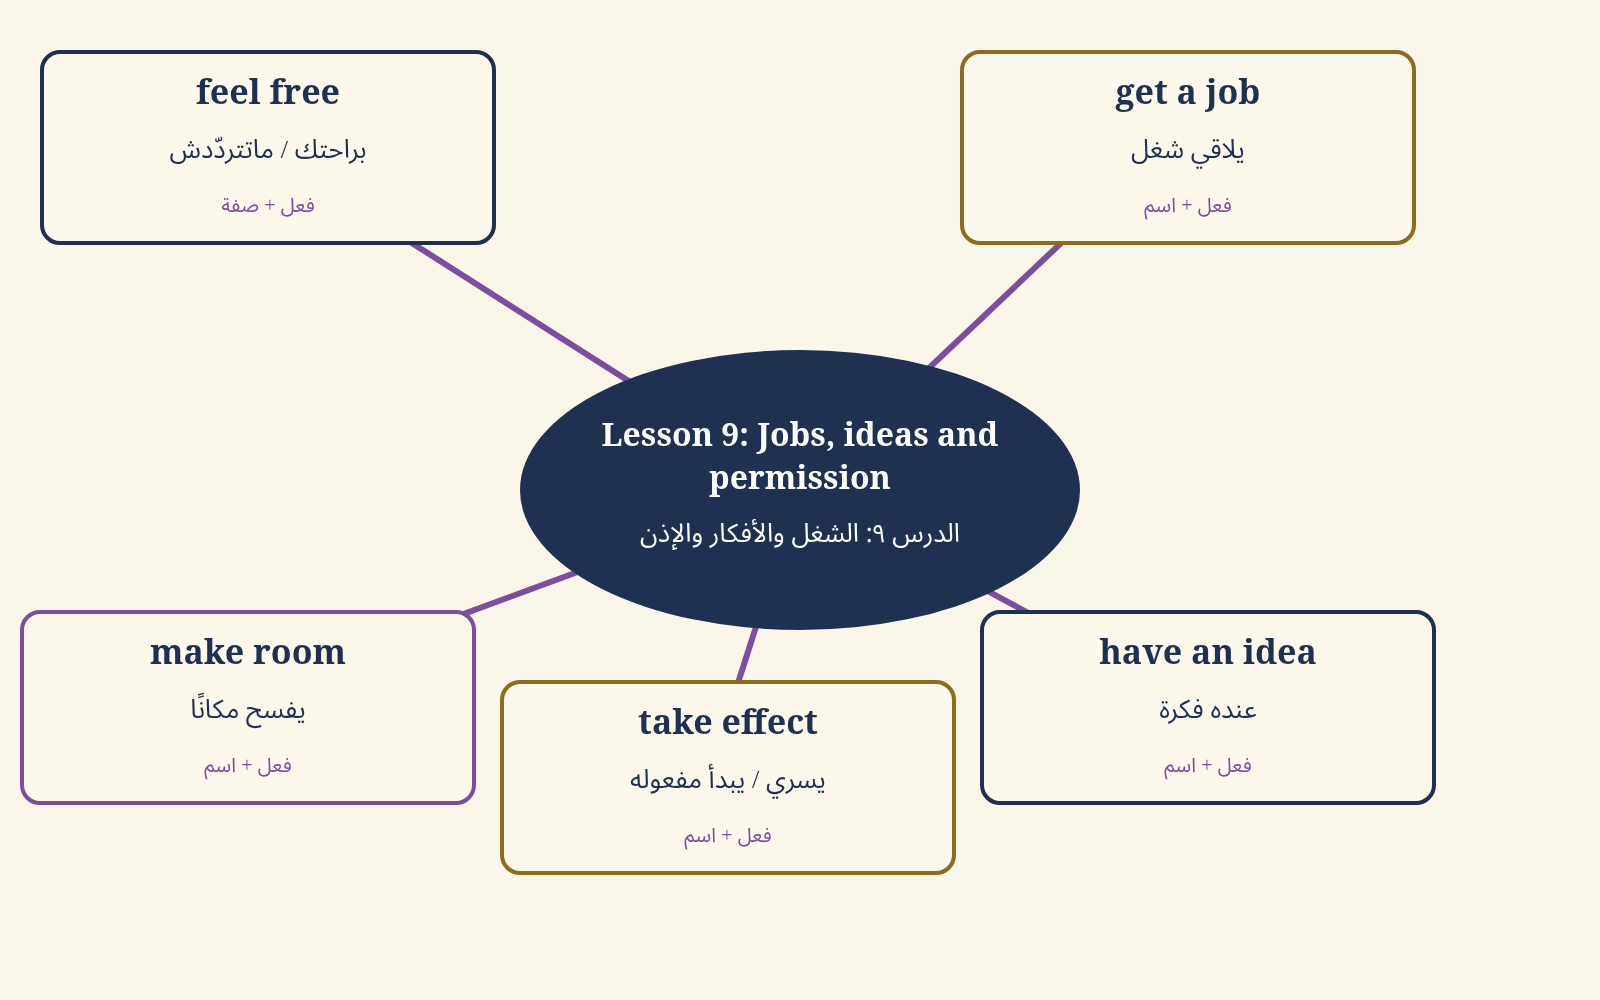 feel free
براحتك / ماتتردّدش
فعل + صفة
get a job
يلاقي شغل
فعل + اسم
Lesson 9: Jobs, ideas and
permission
الدرس ٩: الشغل والأفكار والإذن
make room
يفسح مكانًا
فعل + اسم
take effect
يسري / يبدأ مفعوله
فعل + اسم
have an idea
عنده فكرة
فعل + اسم